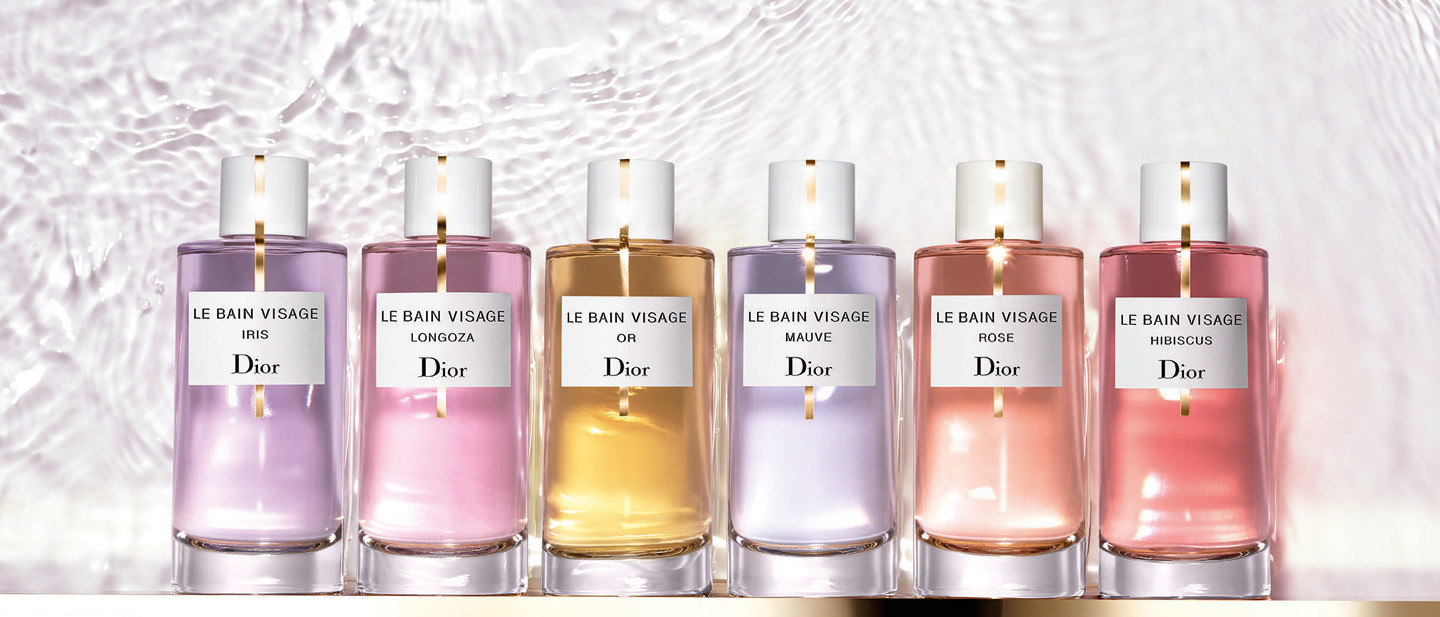 LE BAIN VISAGE
IRIS
Dior
LE BAIN VISAGE
LONGOZA
Dior
LE BAIN VISAGE
OR
Dior
LE BAIN VISAGE
MAUVE
Dior
LE BAIN VISAGE
ROSE
Dior
LE BAIN VISAGE
HIBISCUS
Dior